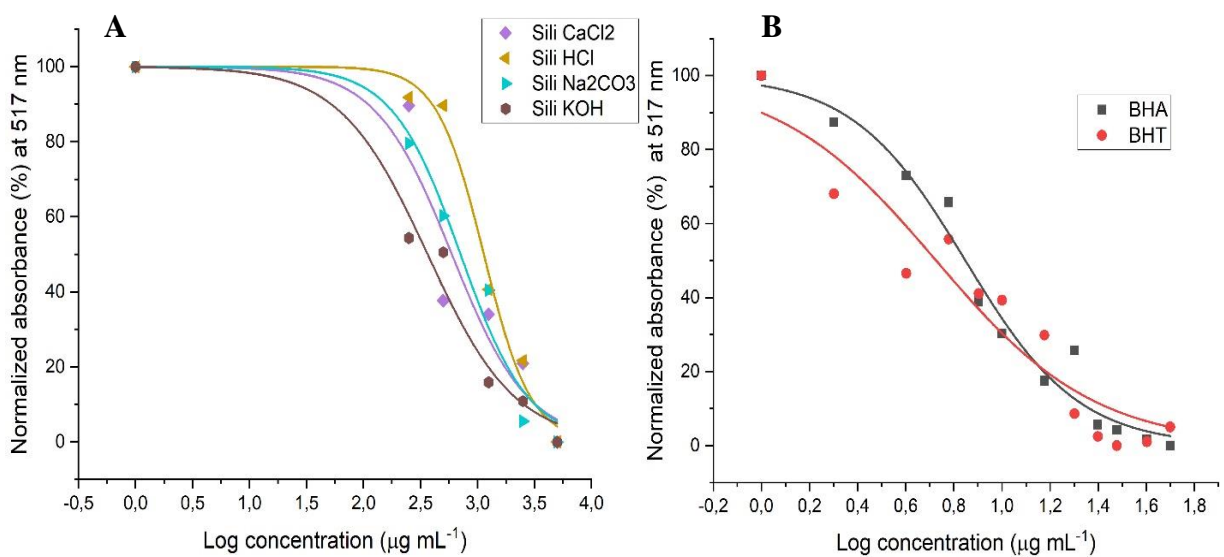 A
Sili CaCl2
Sili HCl
Sili Na2CO3
Sili KOH
Normalized absorbance (%) at 517 nm
100
80
60
40
20
0
-0,5 0,0 0,5 1,0 1,5 2,0 2,5 3,0 3,5 4,0
Log concentration (μg mL⁻¹)
B
BHA
BHT
Normalized absorbance (%) at 517 nm
100
80
60
40
20
0
-0,2 0,0 0,2 0,4 0,6 0,8 1,0 1,2 1,4 1,6 1,8
Log concentration (μg mL⁻¹)